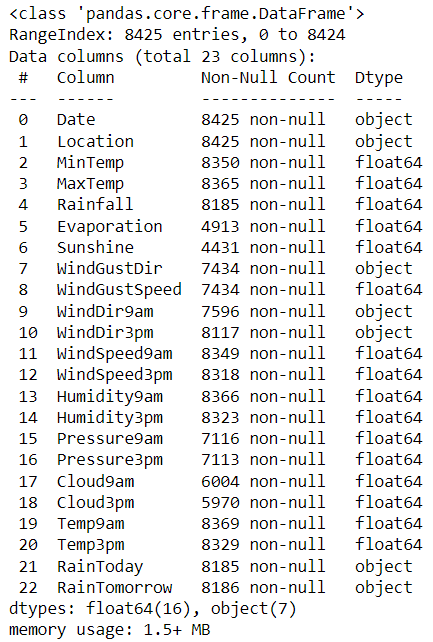 <class 'pandas.core.frame.DataFrame'>
RangeIndex: 8425 entries, 0 to 8424
Data columns (total 23 columns):
 #   Column         Non-Null Count  Dtype
---  ------         --------------  -----
 0   Date           8425 non-null   object
 1   Location       8425 non-null   object
 2   MinTemp        8350 non-null   float64
 3   MaxTemp        8365 non-null   float64
 4   Rainfall       8185 non-null   float64
 5   Evaporation    4913 non-null   float64
 6   Sunshine       4431 non-null   float64
 7   WindGustDir    7434 non-null   object
 8   WindGustSpeed  7434 non-null   float64
 9   WindDir9am     7596 non-null   object
 10  WindDir3pm     8117 non-null   object
 11  WindSpeed9am   8349 non-null   float64
 12  WindSpeed3pm   8318 non-null   float64
 13  Humidity9am    8366 non-null   float64
 14  Humidity3pm    8323 non-null   float64
 15  Pressure9am    7116 non-null   float64
 16  Pressure3pm    7113 non-null   float64
 17  Cloud9am       6004 non-null   float64
 18  Cloud3pm       5970 non-null   float64
 19  Temp9am        8369 non-null   float64
 20  Temp3pm        8329 non-null   float64
 21  RainToday      8185 non-null   object
 22  RainTomorrow   8186 non-null   object
dtypes: float64(16), object(7)
memory usage: 1.5+ MB